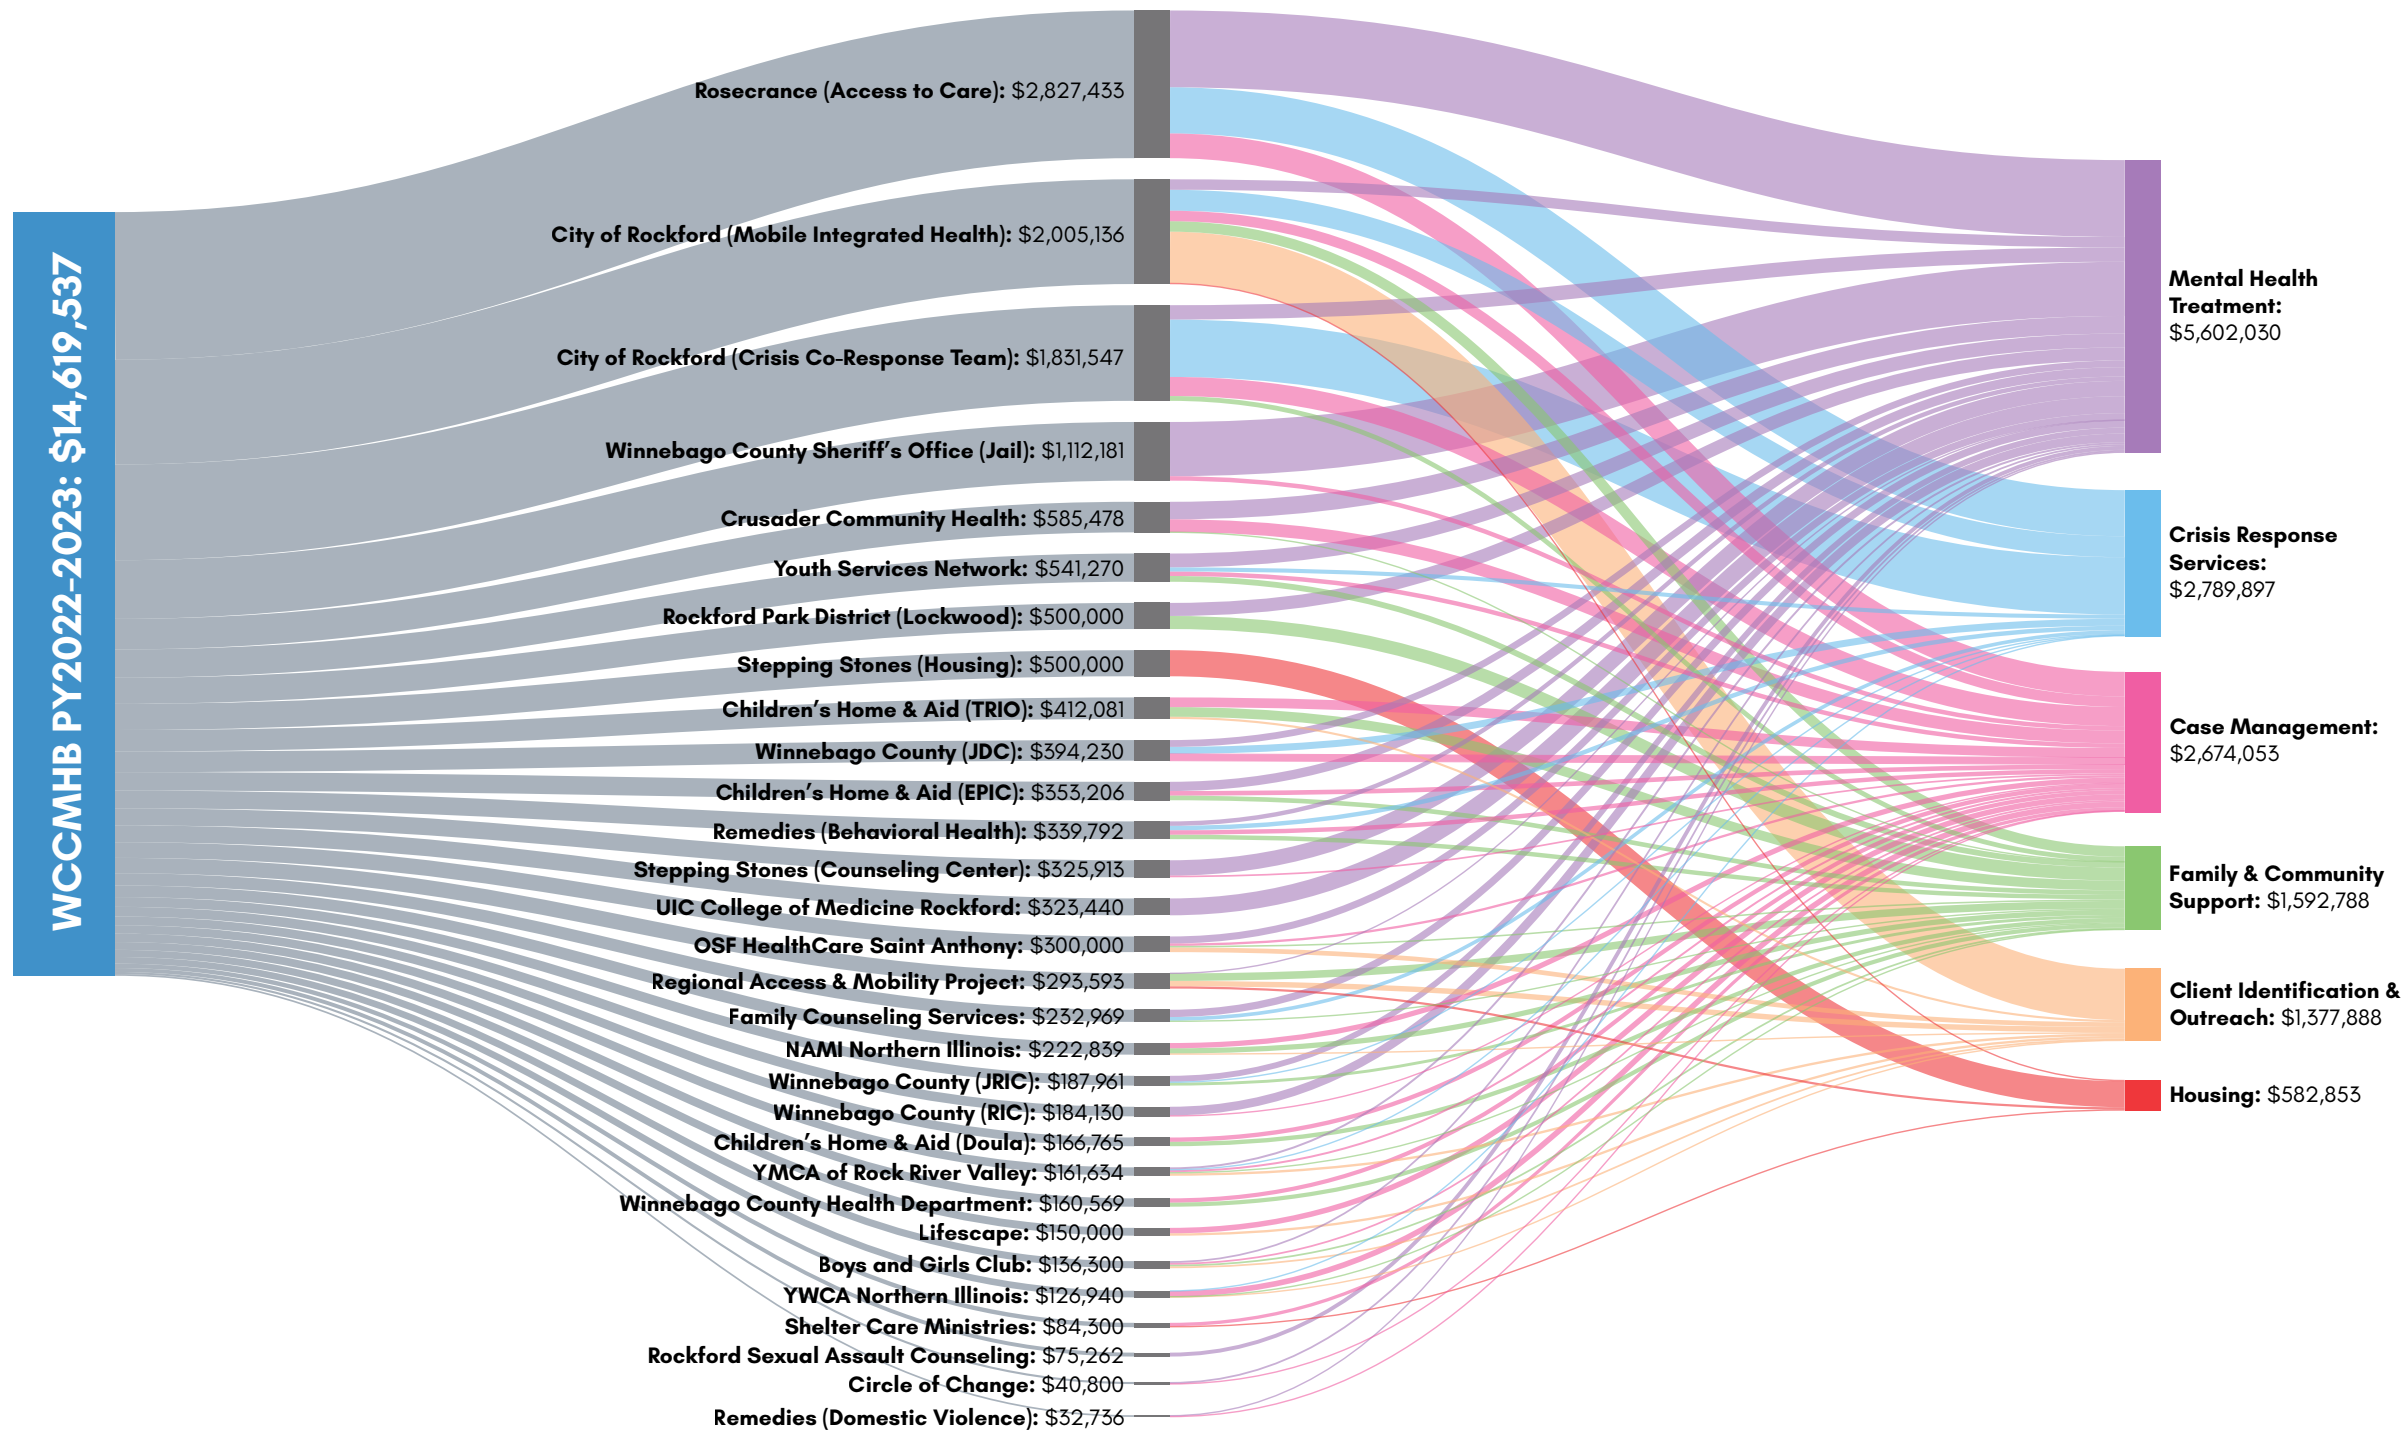 WCCMHB PY2022-2023: $14,619,537
Rosecrance (Access to Care): $2,827,433
City of Rockford (Mobile Integrated Health): $2,005,136
City of Rockford (Crisis Co-Response Team): $1,831,547
Winnebago County Sheriff's Office (Jail): $1,112,181
Crusader Community Health: $585,478
Youth Services Network: $541,270
Rockford Park District (Lockwood): $500,000
Stepping Stones (Housing): $500,000
Children's Home & Aid (TRIO): $412,081
Winnebago County (JDC): $394,230
Children's Home & Aid (EPIC): $353,206
Remedies (Behavioral Health): $339,792
Stepping Stones (Counseling Center): $325,913
UIC College of Medicine Rockford: $323,440
OSF HealthCare Saint Anthony: $300,000
Regional Access & Mobility Project: $293,593
Family Counseling Services: $232,969
NAMI Northern Illinois: $222,839
Winnebago County (JRIC): $187,961
Winnebago County (RIC): $184,130
Children's Home & Aid (Doula): $166,765
YMCA of Rock River Valley: $161,634
Winnebago County Health Department: $160,569
Lifescape: $150,000
Boys and Girls Club: $136,300
YWCA Northern Illinois: $126,940
Shelter Care Ministries: $84,300
Rockford Sexual Assault Counseling: $75,262
Circle of Change: $40,800
Remedies (Domestic Violence): $32,736
Mental Health
Treatment:
$5,602,030
Crisis Response
Services:
$2,789,897
Case Management:
$2,674,053
Family & Community
Support: $1,592,788
Client Identification &
Outreach: $1,377,888
Housing: $582,853